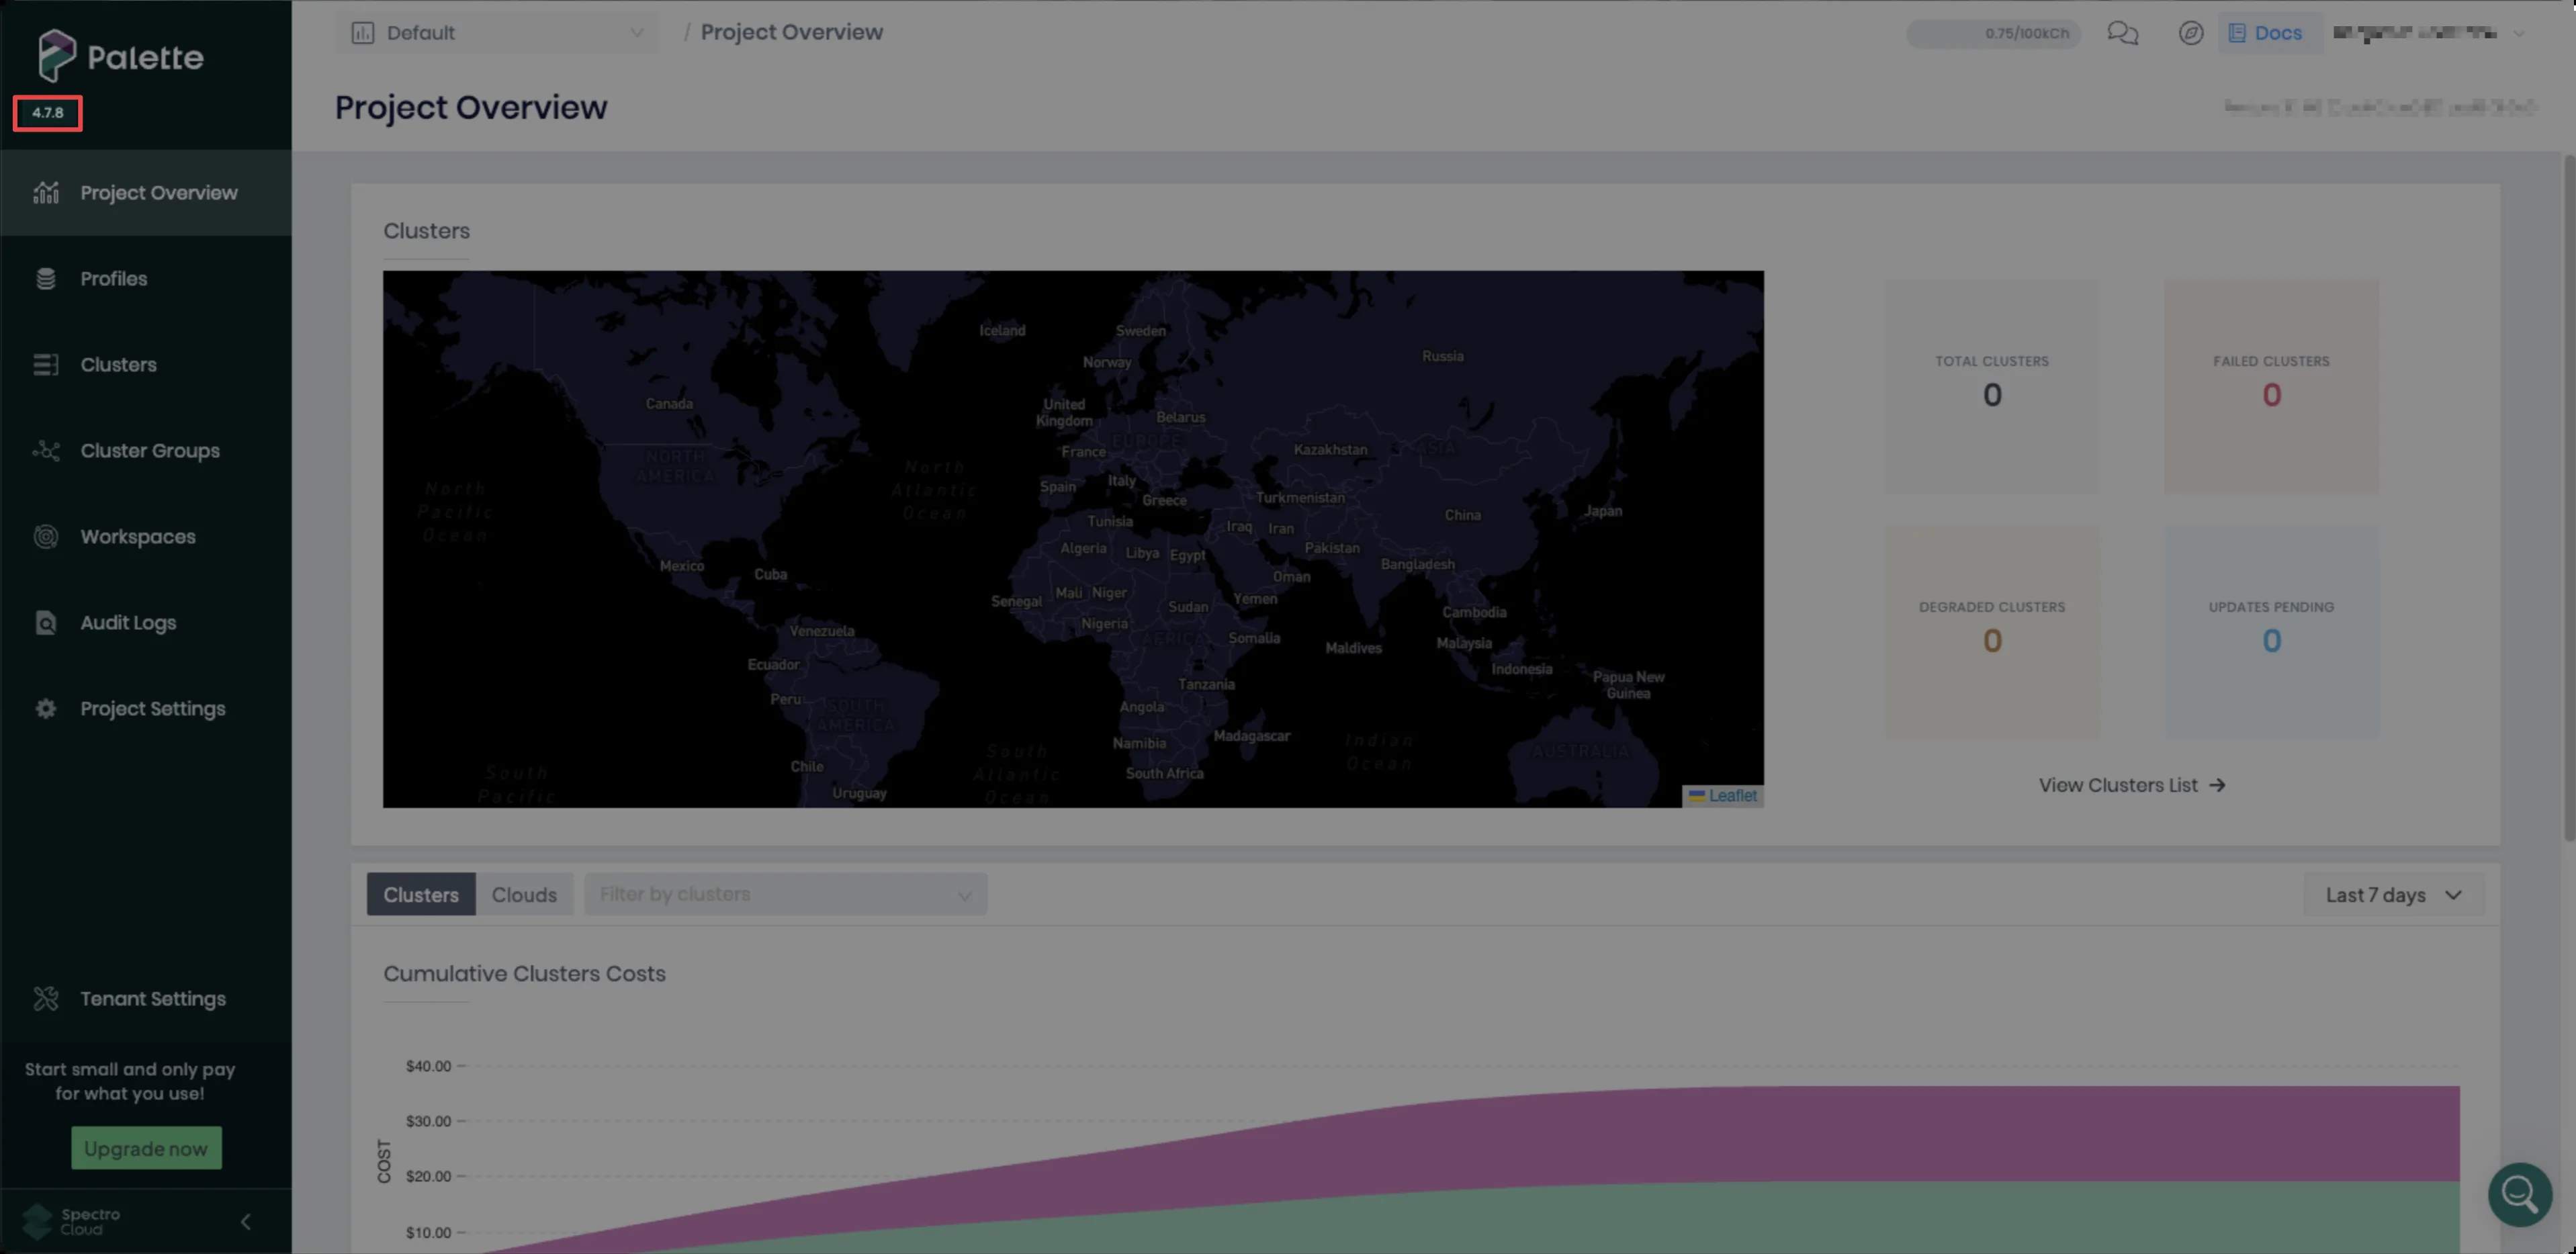 Palette
4.7.8
Project Overview
Profiles
Clusters
Cluster Groups
Workspaces
Audit Logs
Project Settings
Tenant Settings
Start small and only pay
for what you use!
Upgrade now
Spectro
Cloud
Default
/ Project Overview
0.75/100kCh
Docs
Project Overview
Clusters
Iceland
Sweden
Norway
Russia
Canada
United
Kingdom
Belarus
EUROPE
France
Kazakhstan
ASIA
NORTH
AMERICA
North
Atlantic
Ocean
North
Pacific
Ocean
Spain
Italy
Greece
Turkmenistan
Tunisia
Iraq
Iran
China
Japan
Algeria
Libya
Egypt
Pakistan
Mexico
Cuba
Bangladesh
Oman
Senegal
Mali
Niger
Sudan
Yemen
Cambodia
Nigeria
AFRICA
Somalia
Maldives
Malaysia
Venezuela
Ecuador
Indonesia
Papua New
Guinea
Tanzania
Peru
SOUTH
AMERICA
Angola
Namibia
Madagascar
Indian
Ocean
AUSTRALIA
South
Atlantic
Ocean
Chile
South Africa
South
Pacific
Uruguay
Leaflet
TOTAL CLUSTERS
0
FAILED CLUSTERS
0
DEGRADED CLUSTERS
0
UPDATES PENDING
0
View Clusters List →
Clusters
Clouds
Filter by clusters
Last 7 days
Cumulative Clusters Costs
$40.00
$30.00
$20.00
$10.00
COST